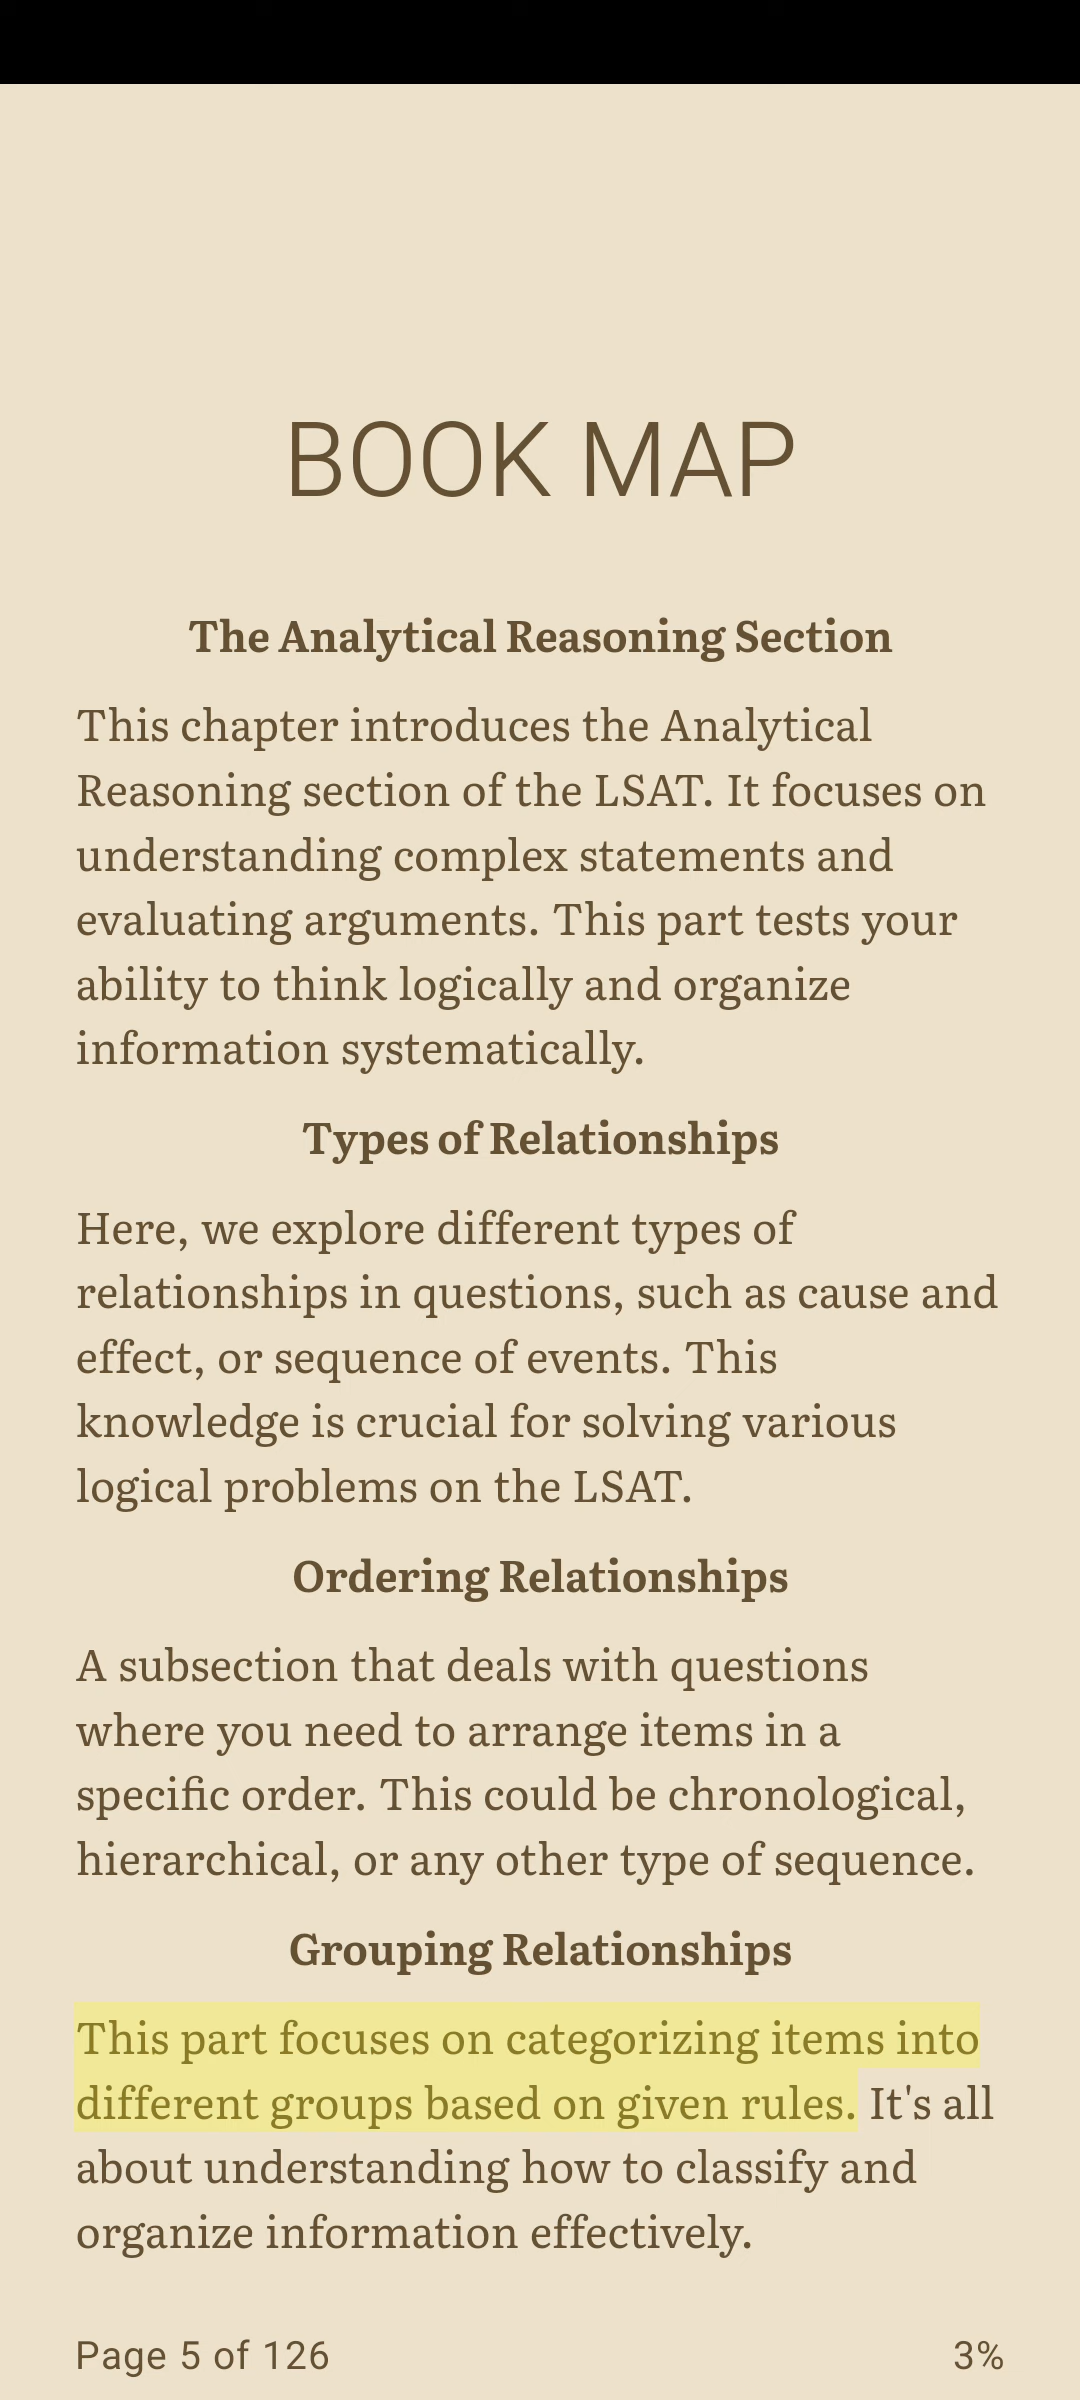 BOOK MAP
The Analytical Reasoning Section
This chapter introduces the Analytical
Reasoning section of the LSAT. It focuses on
understanding complex statements and
evaluating arguments. This part tests your
ability to think logically and organize
information systematically.
Types of Relationships
Here, we explore different types of
relationships in questions, such as cause and
effect, or sequence of events. This
knowledge is crucial for solving various
logical problems on the LSAT.
Ordering Relationships
A subsection that deals with questions
where you need to arrange items in a
specific order. This could be chronological,
hierarchical, or any other type of sequence.
Grouping Relationships
This part focuses on categorizing items into
different groups based on given rules. It's all
about understanding how to classify and
organize information effectively.
Page 5 of 126 3%